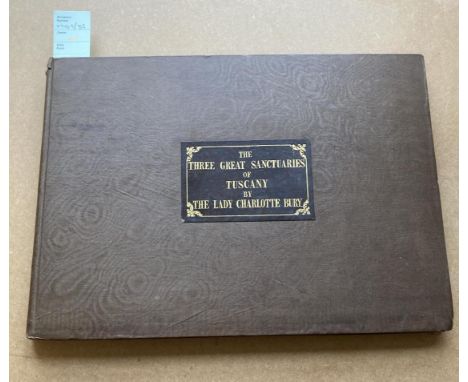 THE
THREE GREAT SANCTUARIES
OF
TUSCANY
BY
THE LADY CHARLOTTE BURY.